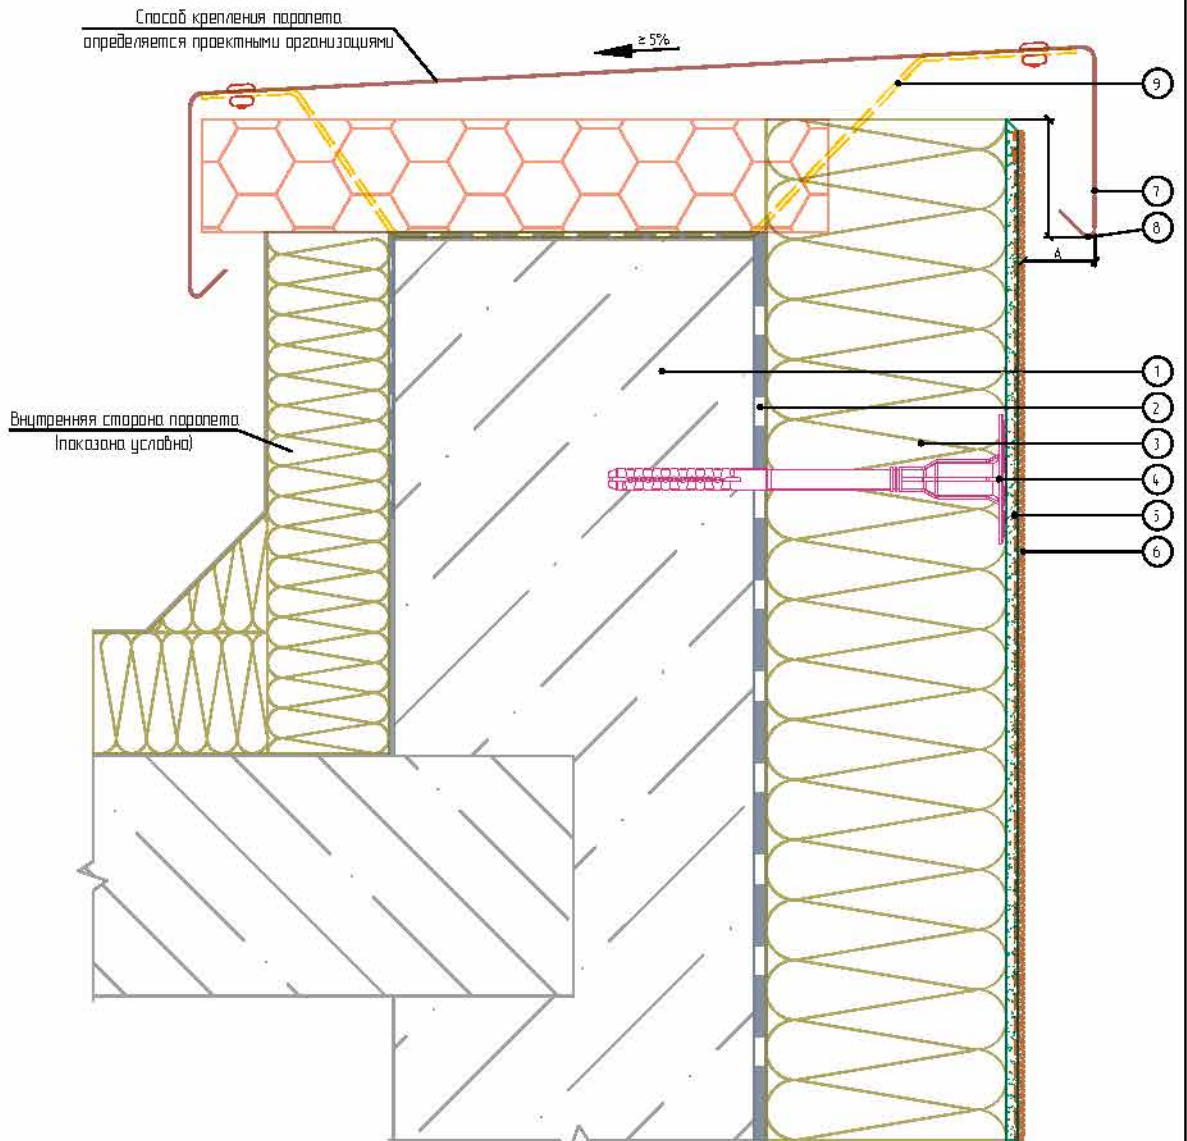 Способ крепления парапета
определяется проектными организациями
≥5%
9
7
8
А
1
Внутренняя сторона парапета
(показана условно)
2
3
4
5
6